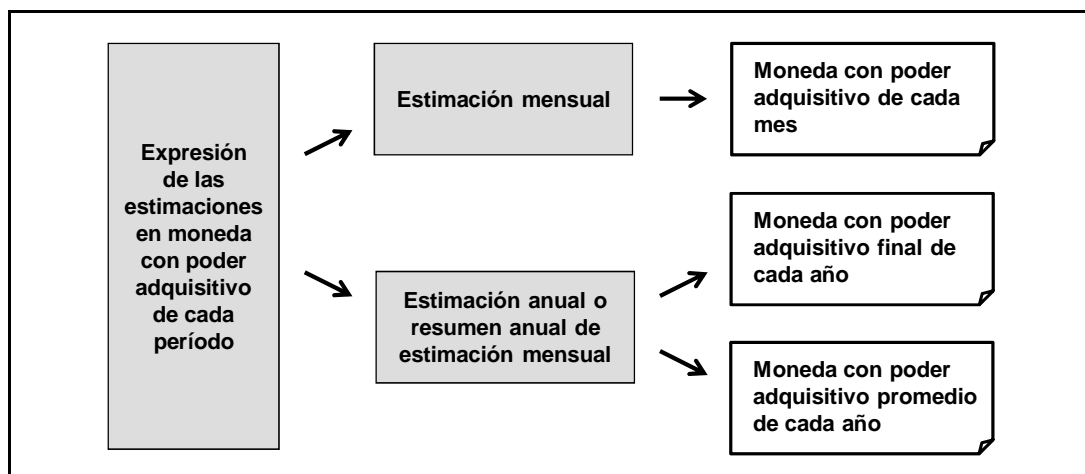 Expresión
de las
estimaciones
en moneda
con poder
adquisitivo
de cada
período
Estimación mensual
Moneda con poder
adquisitivo de cada
mes
Estimación anual o
resumen anual de
estimación mensual
Moneda con poder
adquisitivo final de
cada año
Moneda con poder
adquisitivo promedio
de cada año